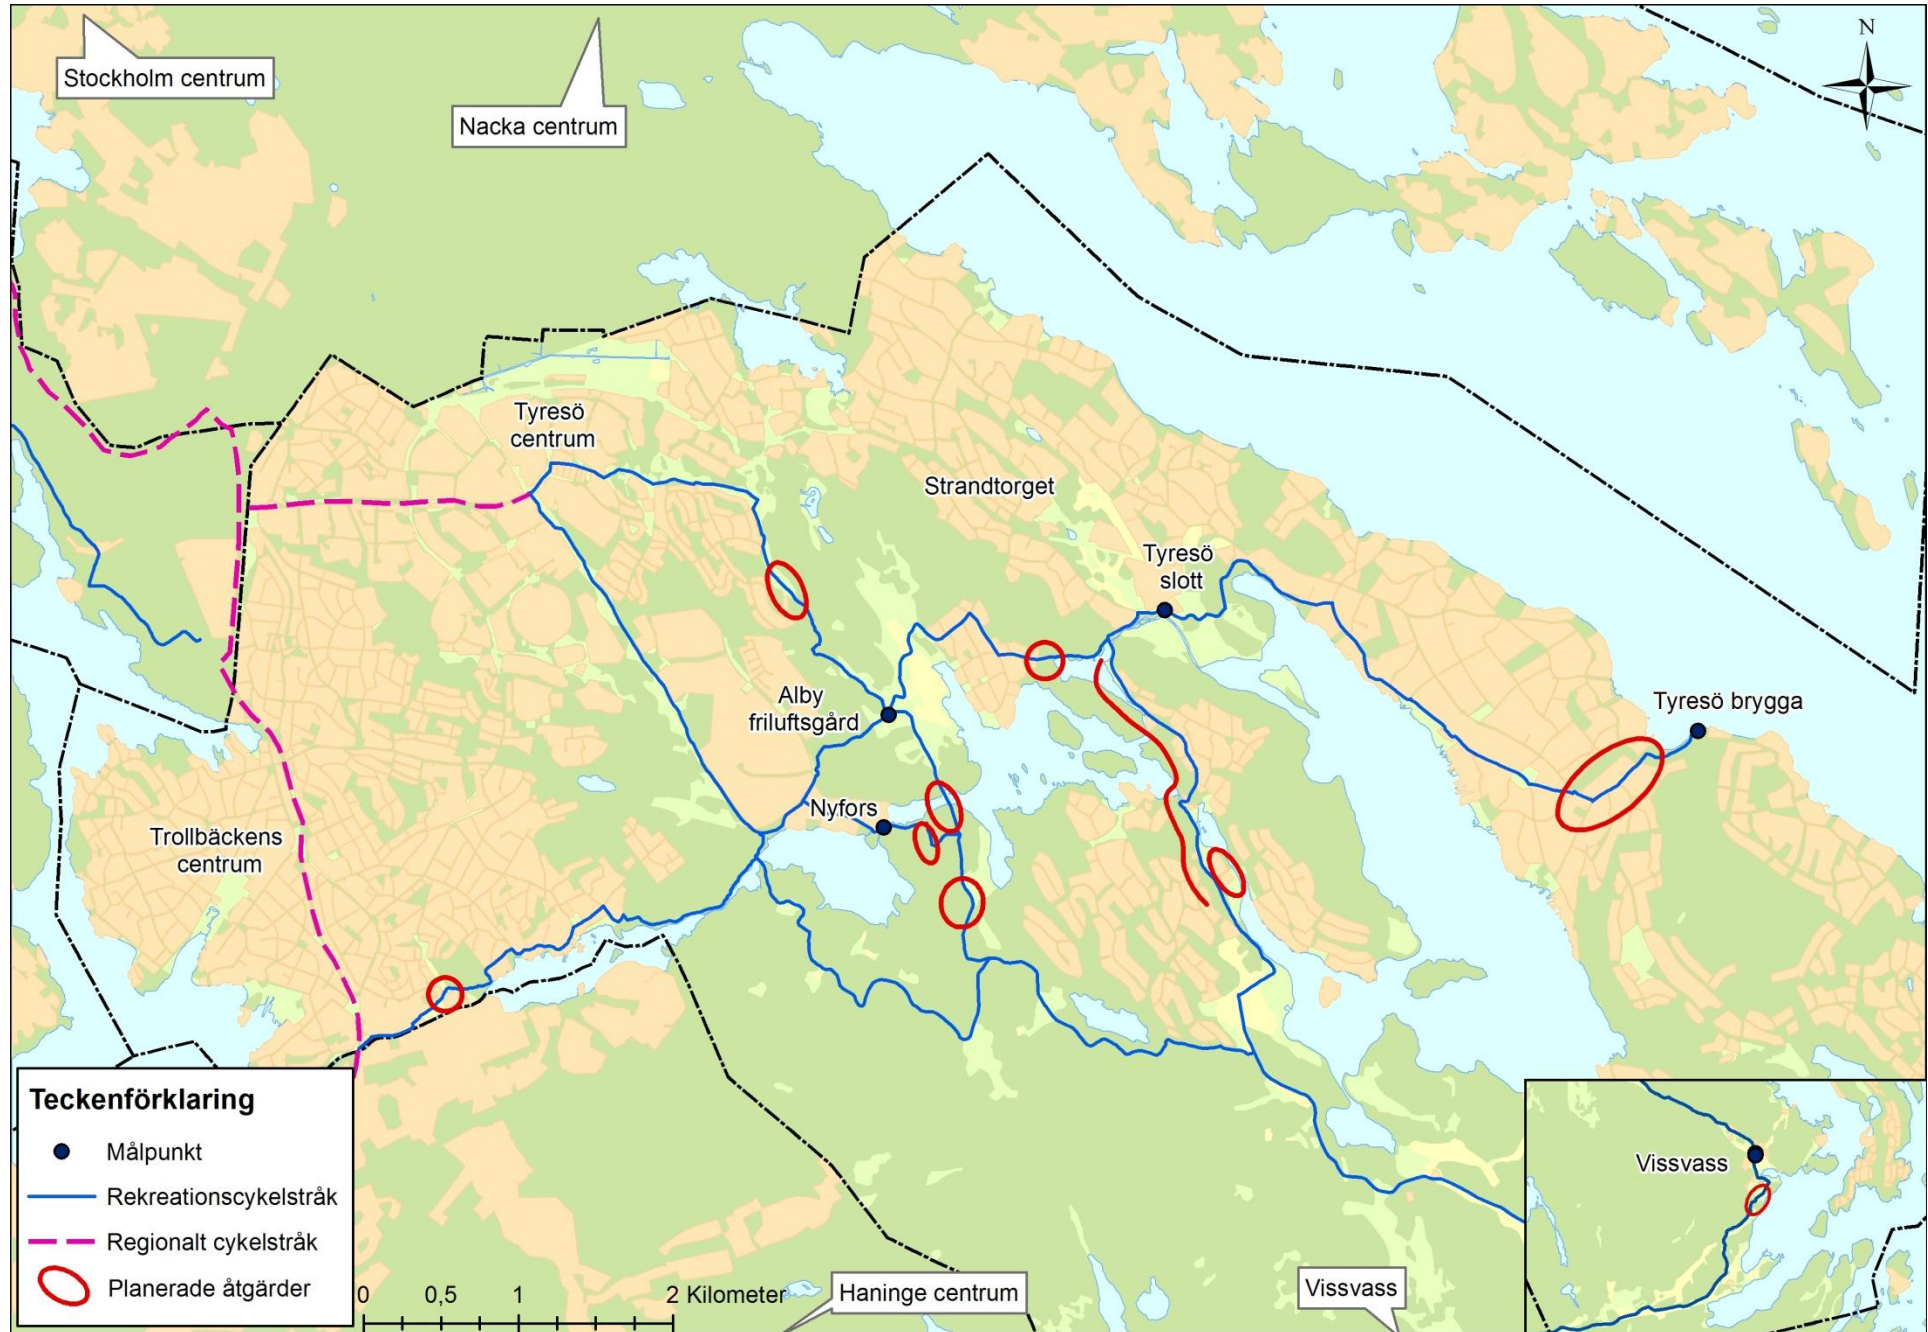 Stockholm centrum
Nacka centrum
N
Tyresö
centrum
Strandtorget
Tyresö
slott
Alby
friluftsgård
Tyresö brygga
Nyfors
Trollbäckens
centrum
Teckenförklaring
Målpunkt
Rekreationscykelstråk
Regionalt cykelstråk
Planerade åtgärder
0 0,5 1 2 Kilometer
Haninge centrum
Vissvass
Vissvass